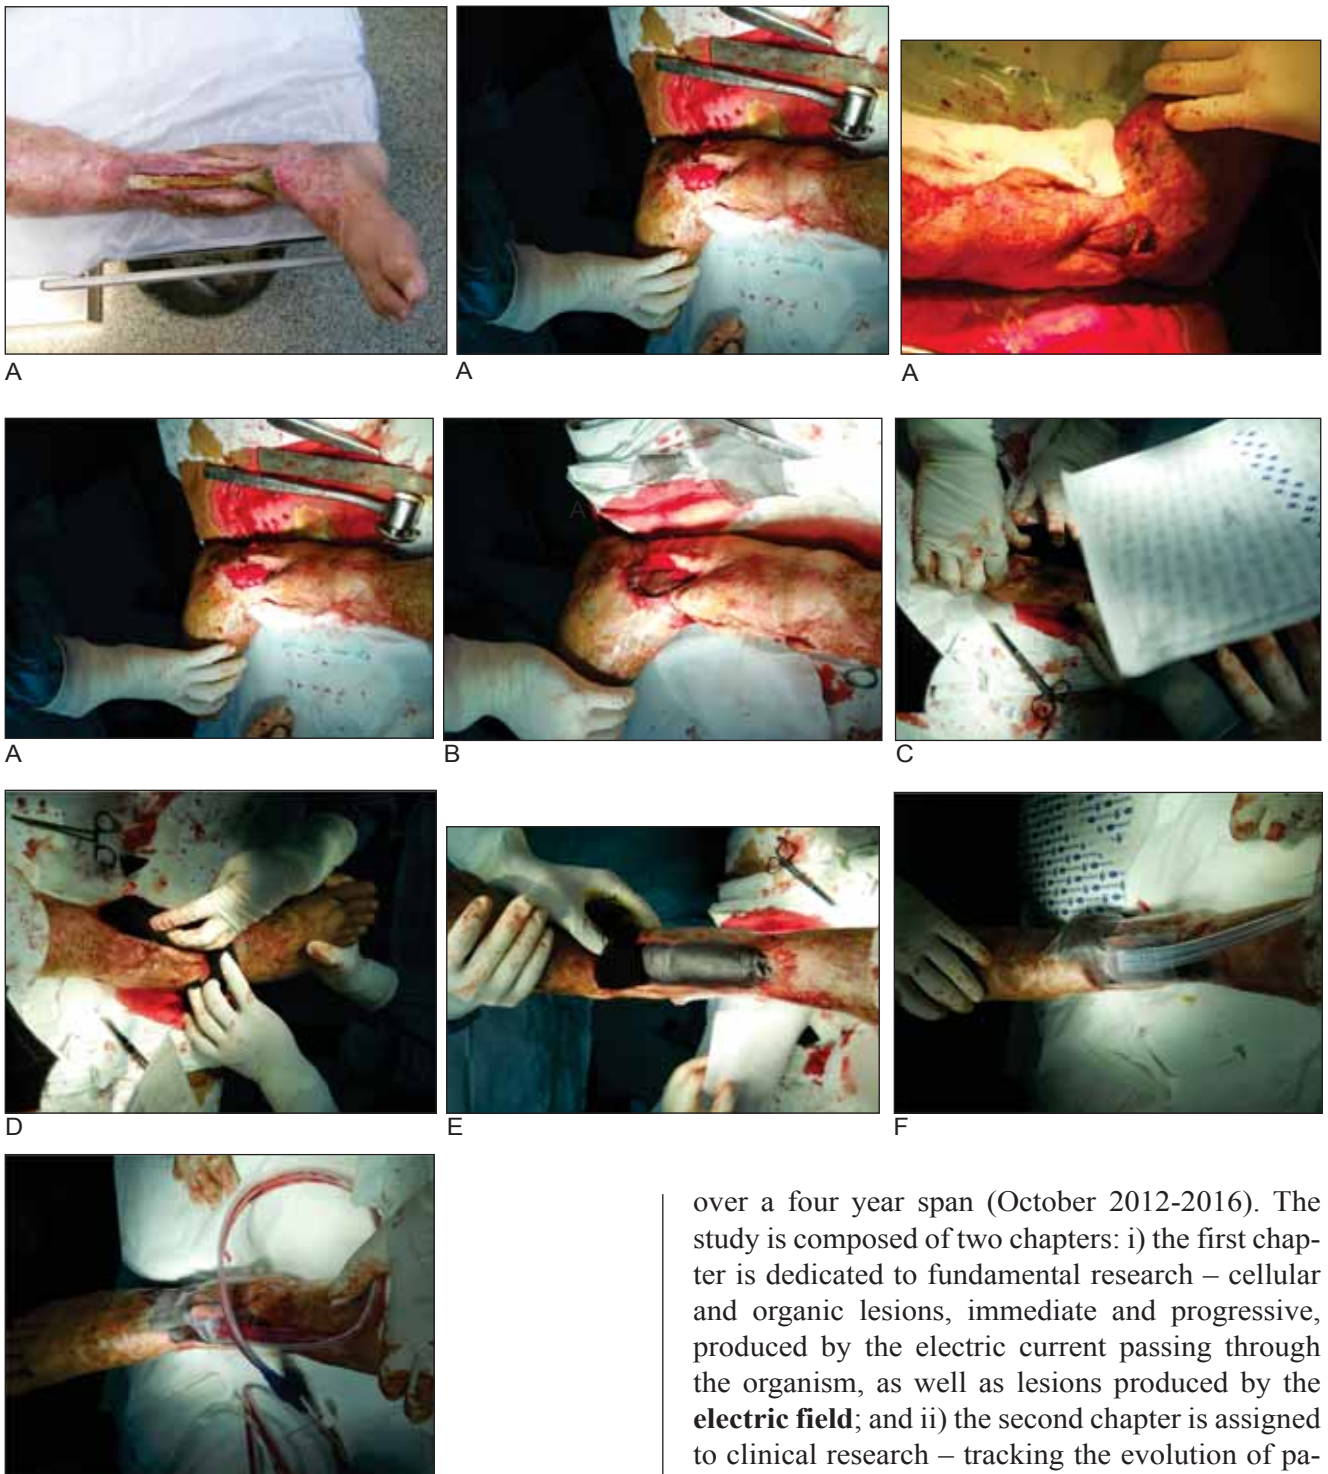 A
A
A
A
B
C
D
E
F
over a four year span (October 2012-2016). The
study is composed of two chapters: i) the first chap-
ter is dedicated to fundamental research – cellular
and organic lesions, immediate and progressive,
produced by the electric current passing through
the organism, as well as lesions produced by the
electric field; and ii) the second chapter is assigned
to clinical research – tracking the evolution of pa-